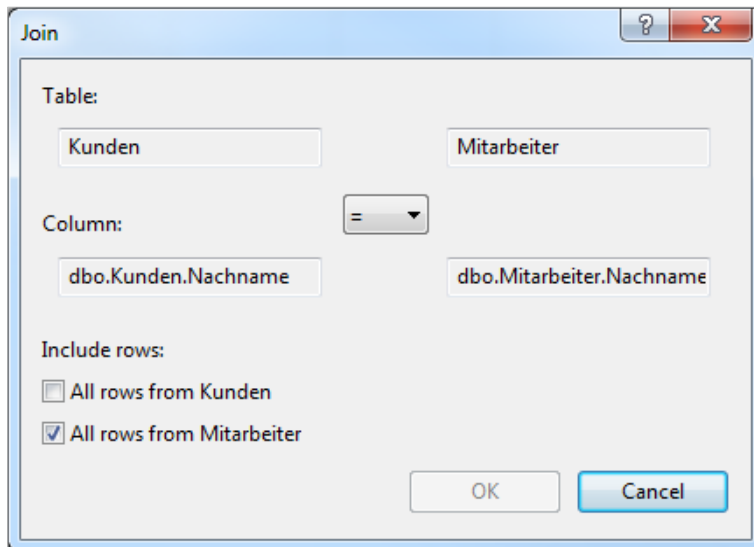 Join
Table:
Kunden Mitarbeiter
=
Column:
dbo.Kunden.Nachname dbo.Mitarbeiter.Nachname
Include rows:
All rows from Kunden
All rows from Mitarbeiter
OK Cancel